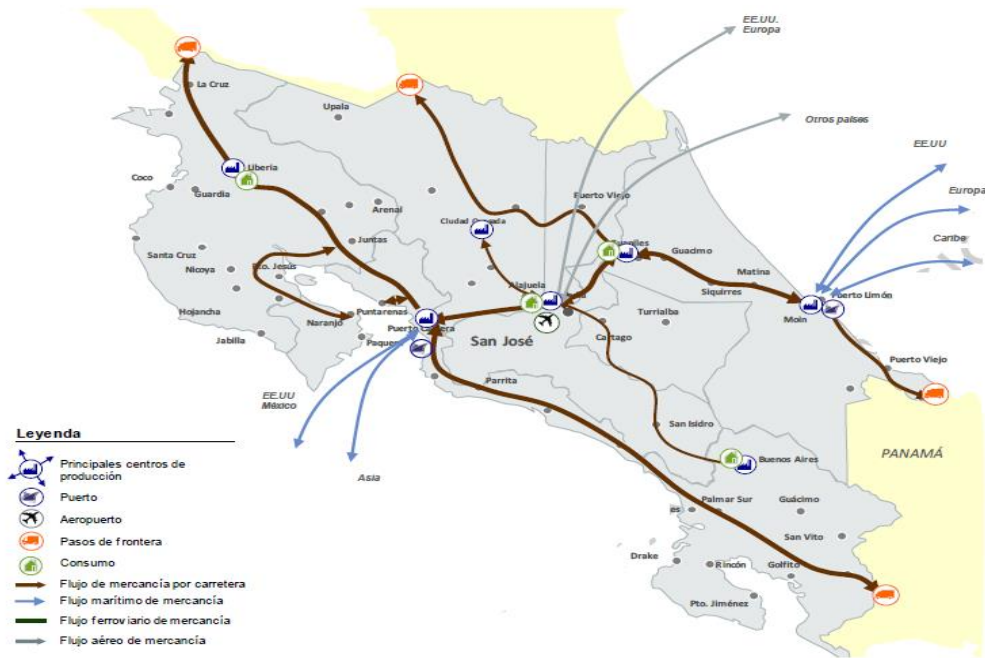 EE.UU.
Europa
Otros países
EE.UU
Europa
Caribe
La Cruz
Upala
Liberia
Coco
Guardia
Arenal
Puerto Viejo
Juntas
Guacimo
Santa Cruz
Nicoya
Pto. Jesús
Alajuela
Matina
Siquirres
Puerto Limón
Moin
Hojancha
Naranjo
Puntarenas
Turrialba
Jabilla
San José
Cartago
Puerto Viejo
Parrita
EE.UU
México
San Isidro
Asia
Buenos Aires
PANAMÁ
Palmar Sur
Guácimo
San Vito
Drake
Rincón
Golfito
Pto. Jiménez
Leyenda
Principales centros de
producción
Puerto
Aeropuerto
Pasos de frontera
Consumo
Flujo de mercancía por carretera
Flujo marítimo de mercancía
Flujo ferroviario de mercancía
Flujo aéreo de mercancía